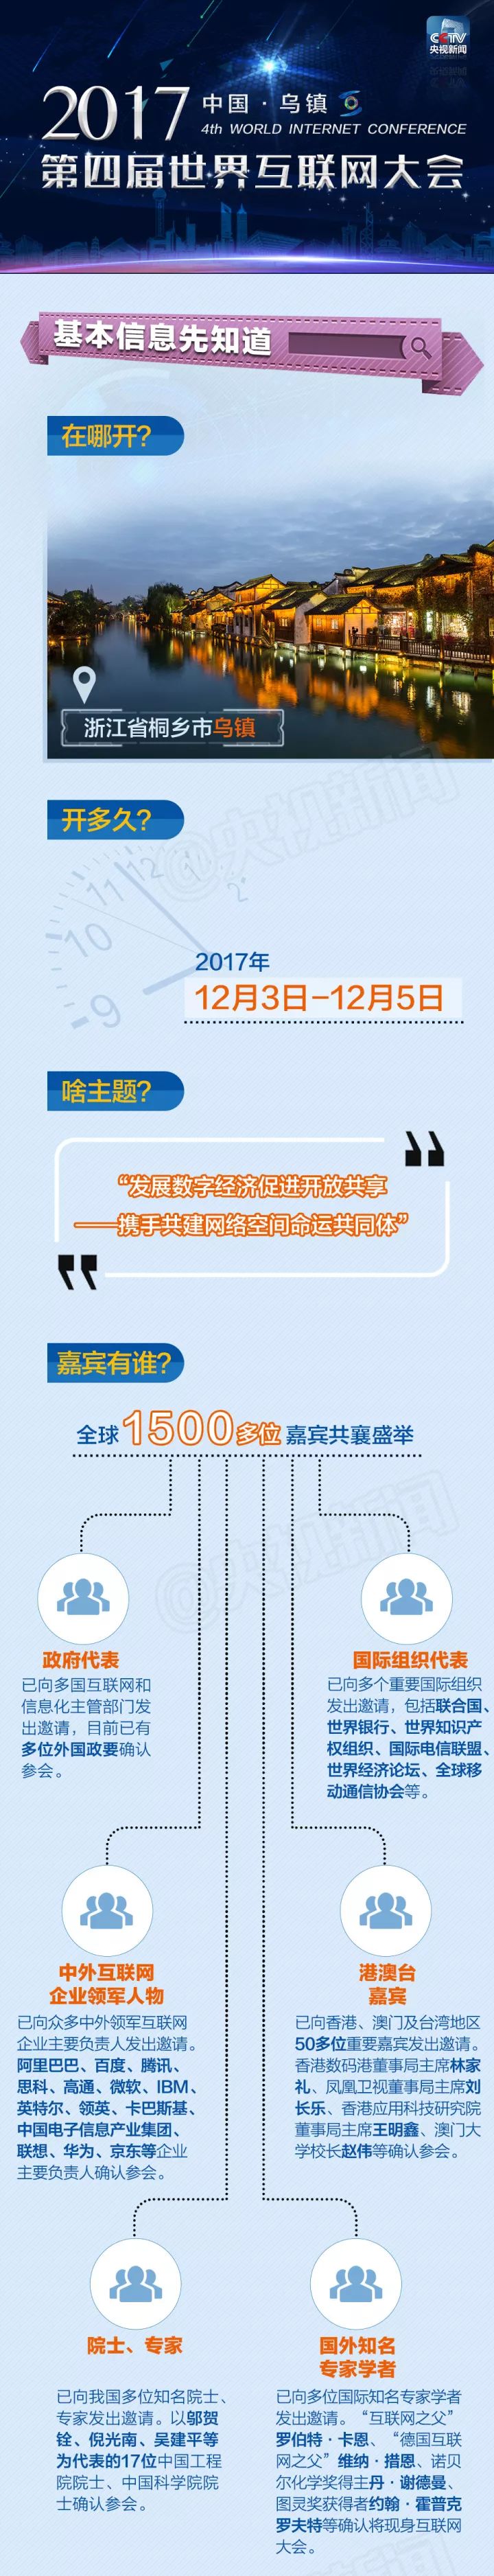 CCTV
央视新闻
2017 中国·乌镇
4th WORLD INTERNET CONFERENCE
第四届世界互联网大会
基本信息先知道
在哪开?
浙江省桐乡市乌镇
@央视新闻
开多久?
11 12 1
2
10
9
2017年
12月3日-12月5日
啥主题?
“发展数字经济促进开放共享
——携手共建网络空间命运共同体”
嘉宾有谁?
全球1500多位嘉宾共襄盛举
@央视新闻
政府代表
已向多国互联网和
信息化主管部门发
出邀请，目前已有
多位外国政要确认
参会。
国际组织代表
已向多个重要国际组织
发出邀请，包括联合国、
世界银行、世界知识产
权组织、国际电信联盟、
世界经济论坛、全球移
动通信协会等。
中外互联网
企业领军人物
已向众多中外领军互联网
企业主要负责人发出邀请。
阿里巴巴、百度、腾讯、
思科、高通、微软、IBM、
英特尔、领英、卡巴斯基、
中国电子信息产业集团、
联想、华为、京东等企业
主要负责人确认参会。
港澳台
嘉宾
已向香港、澳门及台湾地区
50多位重要嘉宾发出邀请。
香港数码港董事局主席林家
礼、凤凰卫视董事局主席刘
长乐、香港应用科技研究院
董事局主席王明鑫、澳门大
学校长赵伟等确认参会。
院士、专家
已向我国多位知名院士、
专家发出邀请。以邬贺
铨、倪光南、吴建平等
为代表的17位中国工程
院院士、中国科学院院
士确认参会。
国外知名
专家学者
已向多位国际知名专家学者
发出邀请。“互联网之父”
罗伯特·卡恩、“德国互联
网之父”维纳·措恩、诺贝
尔化学奖得主丹·谢德曼、
图灵奖获得者约翰·霍普克
罗夫特等确认将现身互联网
大会。